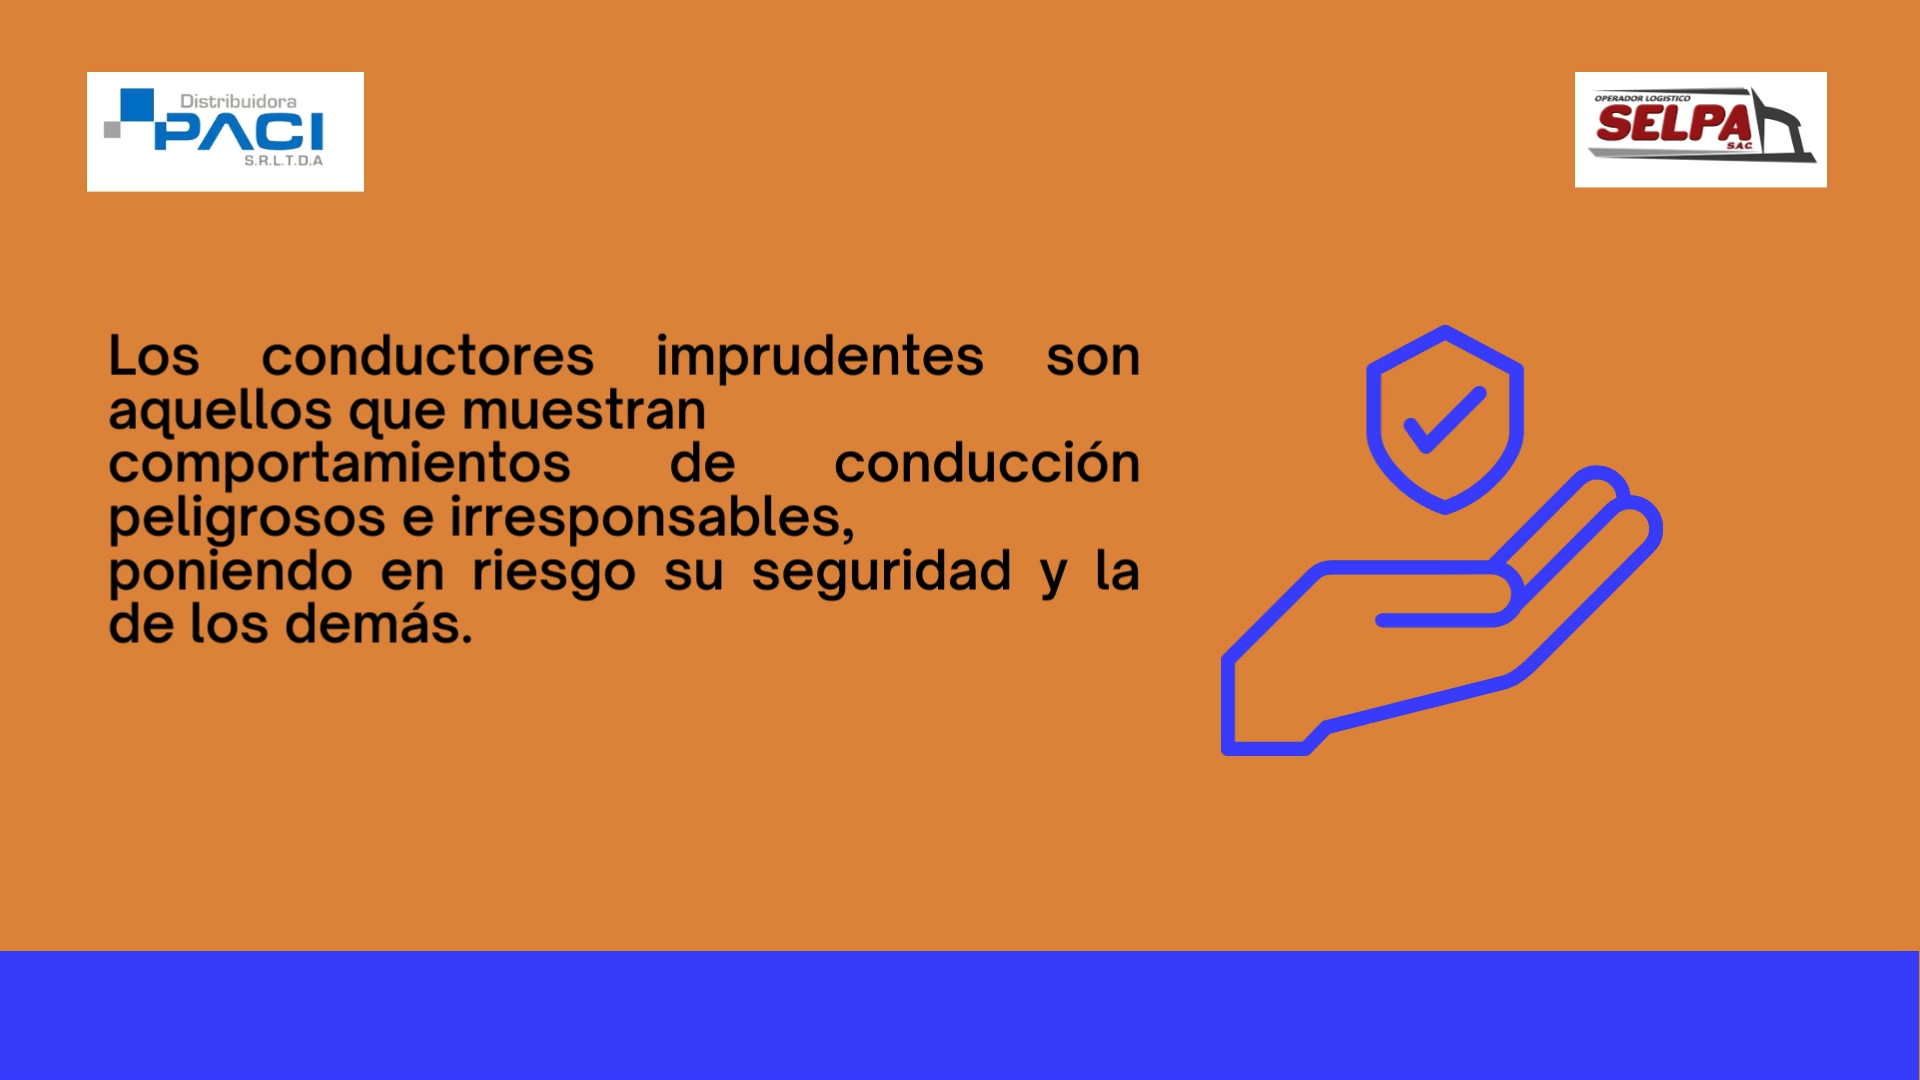 Distribuidora
PACI
S.R.L.T.D.A
OPERADOR LOGISTICO
SELPA
S.A.C.
Los conductores imprudentes son
aquellos que muestran
comportamientos de conducción
peligrosos e irresponsables,
poniendo en riesgo su seguridad y la
de los demás.